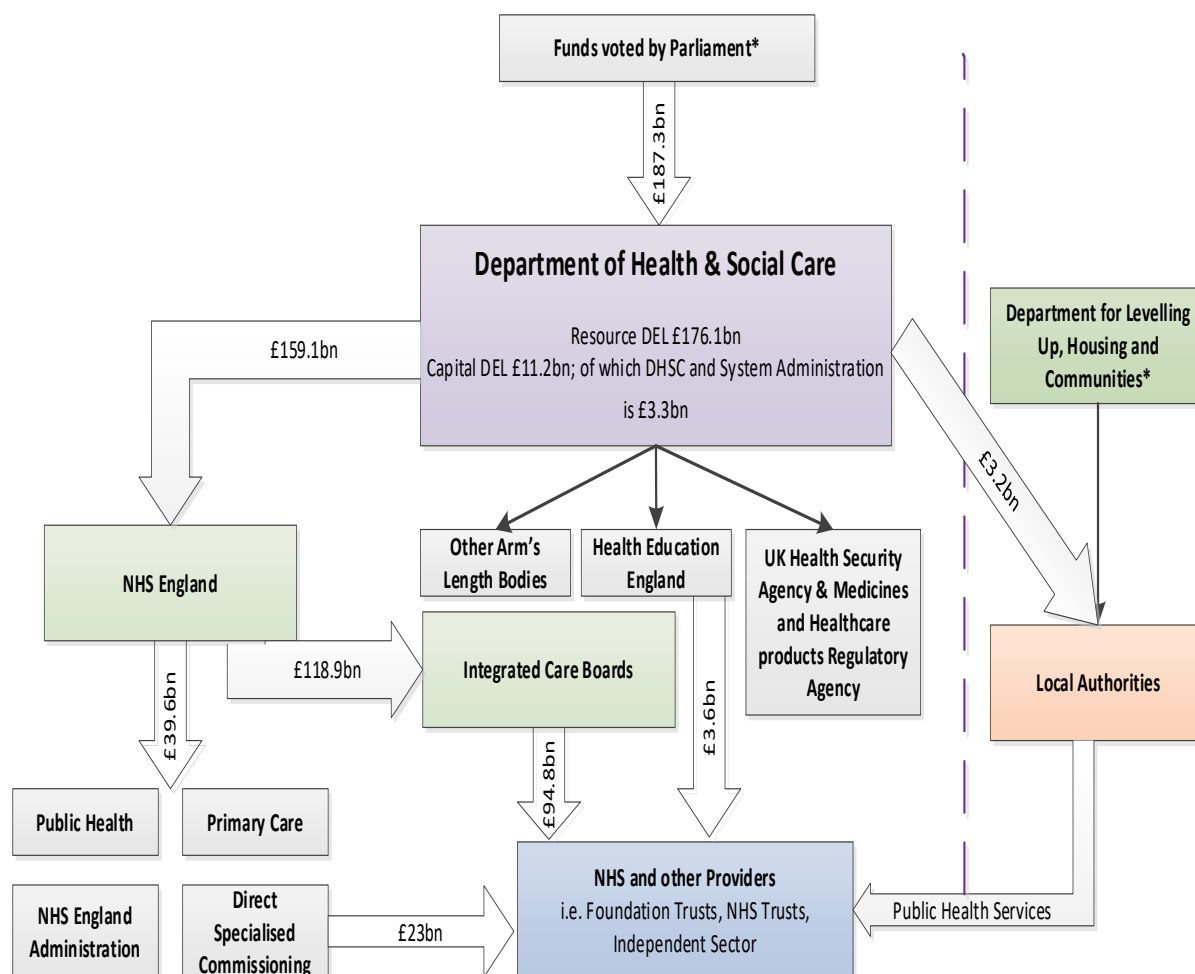 Funds voted by Parliament*
£187.3bn
Department of Health & Social Care
Resource DEL £176.1bn
Capital DEL £11.2bn; of which DHSC and System Administration
is £3.3bn
Department for Levelling
Up, Housing and
Communities*
£159.1bn
£3.2bn
NHS England
Other Arm's
Length Bodies
Health Education
England
UK Health Security
Agency & Medicines
and Healthcare
products Regulatory
Agency
£118.9bn
Integrated Care Boards
Local Authorities
£39.6bn
£94.8bn
£3.6bn
Public Health
Primary Care
NHS England
Administration
Direct
Specialised
Commissioning
£23bn
NHS and other Providers
i.e. Foundation Trusts, NHS Trusts,
Independent Sector
Public Health Services